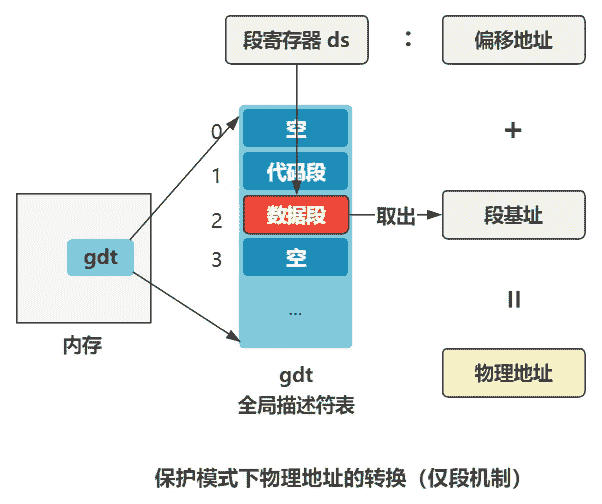 段寄存器 ds : 偏移地址
0 空 +
1 代码段
2 数据段 取出 段基址
gdt
3 空 =
...
内存
物理地址
gdt
全局描述符表
保护模式下物理地址的转换（仅段机制）